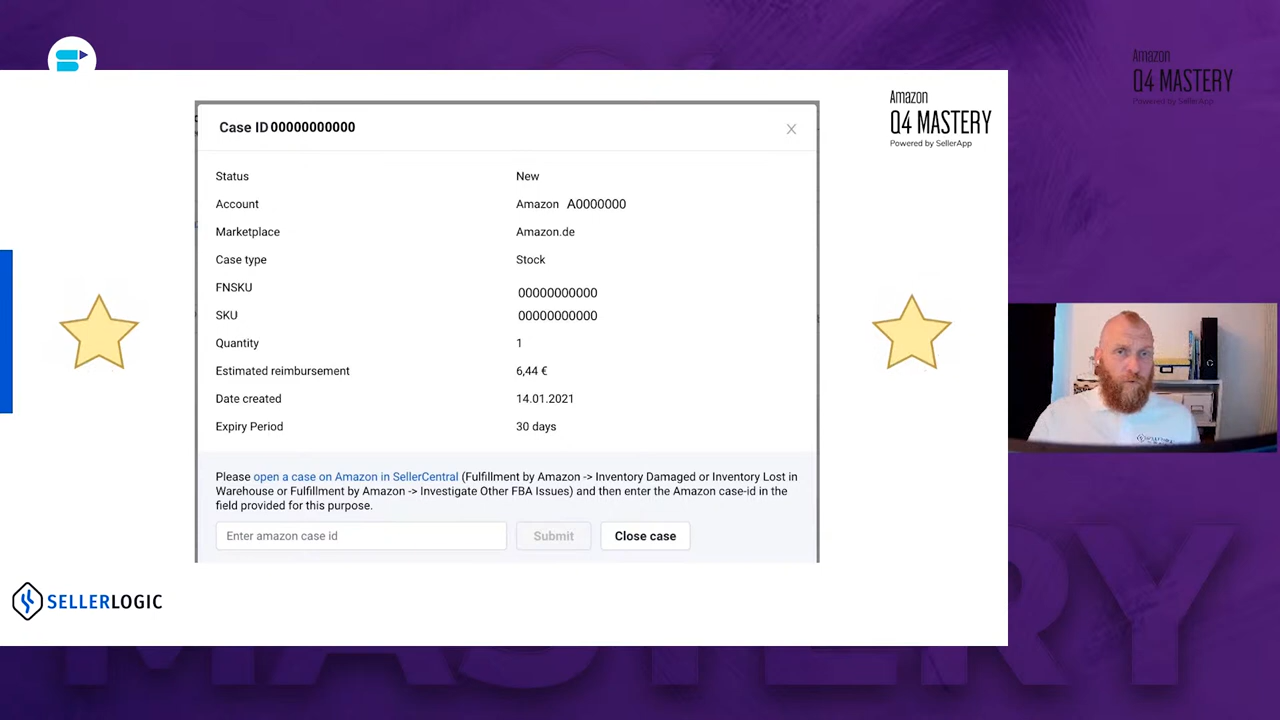 Amazon
Q4 MASTERY
Powered by SellerApp
Amazon
Q4 MASTERY
Powered by SellerApp
Case ID 00000000000
Status New
Account Amazon A0000000
Marketplace Amazon.de
Case type Stock
FNSKU 00000000000
SKU 00000000000
Quantity 1
Estimated reimbursement 6,44 €
Date created 14.01.2021
Expiry Period 30 days
Please open a case on Amazon in SellerCentral (Fulfillment by Amazon -> Inventory Damaged or Inventory Lost in
Warehouse or Fulfillment by Amazon -> Investigate Other FBA Issues) and then enter the Amazon case-id in the
field provided for this purpose.
Enter amazon case id Submit Close case
SELLERLOGIC
MASTERY